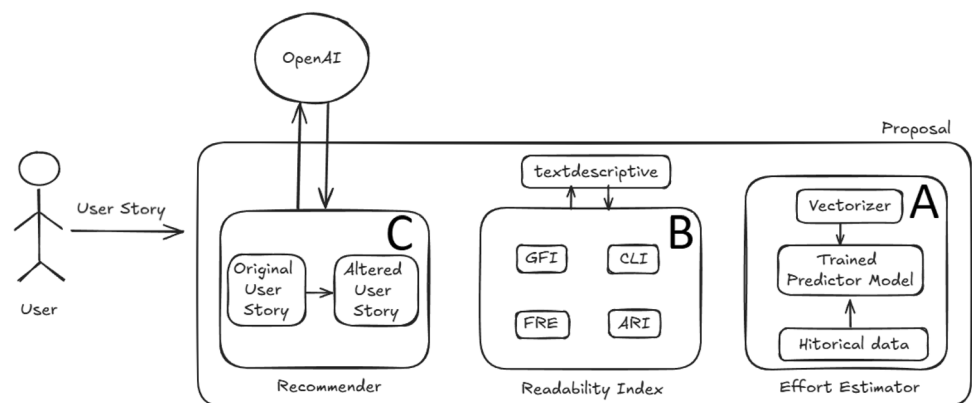 OpenAI
Proposal
User Story
User
C
Original
User
Story
Altered
User
Story
Recommender
textdescriptive
B
GFI
CLI
FRE
ARI
Readability Index
A
Vectorizer
Trained
Predictor Model
Hitorical data
Effort Estimator